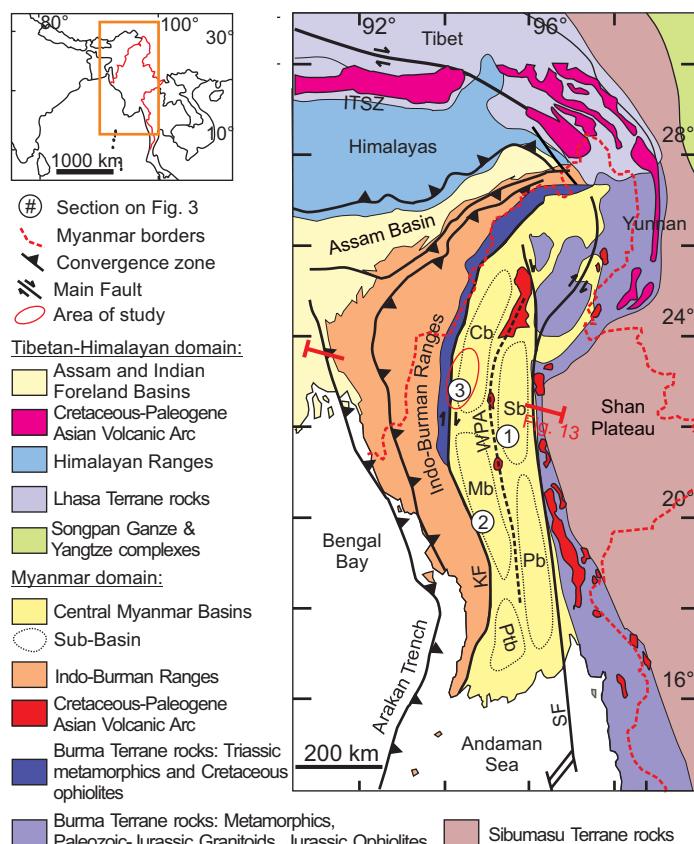 80°
100°
30°
10°
1000 km
# Section on Fig. 3
Myanmar borders
Convergence zone
Main Fault
Area of study
Tibetan-Himalayan domain:
Assam and Indian
Foreland Basins
Cretaceous-Paleogene
Asian Volcanic Arc
Himalayan Ranges
Lhasa Terrane rocks
Songpan Ganze &
Yangtze complexes
Myanmar domain:
Central Myanmar Basins
Sub-Basin
Indo-Burman Ranges
Cretaceous-Paleogene
Asian Volcanic Arc
Burma Terrane rocks: Triassic
metamorphics and Cretaceous
ophiolites
Burma Terrane rocks: Metamorphics,
Paleozoic-Jurassic Granitoids, Jurassic Ophiolites
Sibumasu Terrane rocks
92°
96°
Tibet
ITSZ
Himalayas
28°
Assam Basin
Yunnan
24°
Cb
Indo-Burman Ranges
3
WPA
Sb
1
Fig. 13
Shan
Plateau
Mb
2
20°
Bengal
Bay
KF
Pb
Ptb
16°
Arakan Trench
SF
200 km
Andaman
Sea